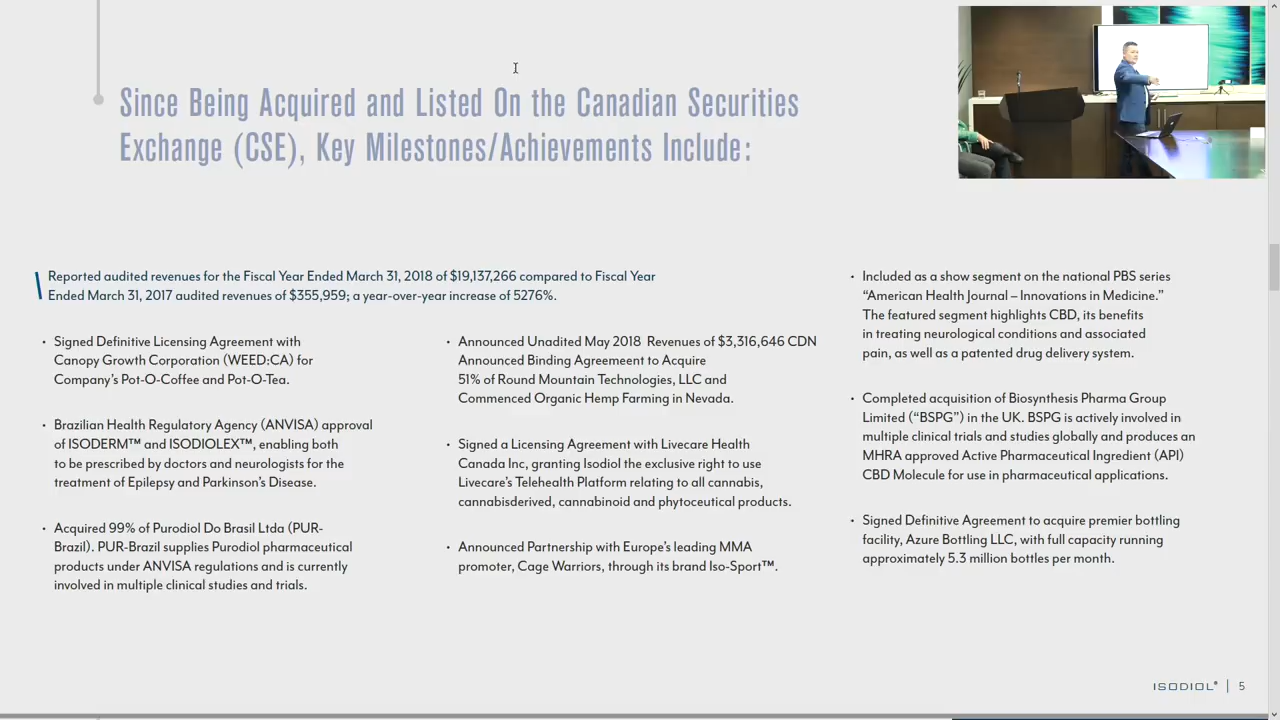 Since Being Acquired and Listed On the Canadian Securities
Exchange (CSE), Key Milestones/Achievements Include:
Reported audited revenues for the Fiscal Year Ended March 31, 2018 of $19,137,266 compared to Fiscal Year
Ended March 31, 2017 audited revenues of $355,959; a year-over-year increase of 5276%.
• Signed Definitive Licensing Agreement with
Canopy Growth Corporation (WEED:CA) for
Company's Pot-O-Coffee and Pot-O-Tea.
• Brazilian Health Regulatory Agency (ANVISA) approval
of ISODERM™ and ISODIOLEX™, enabling both
to be prescribed by doctors and neurologists for the
treatment of Epilepsy and Parkinson's Disease.
• Acquired 99% of Purodiol Do Brasil Ltda (PUR-
Brazil). PUR-Brazil supplies Purodiol pharmaceutical
products under ANVISA regulations and is currently
involved in multiple clinical studies and trials.
• Announced Unadited May 2018 Revenues of $3,316,646 CDN
Announced Binding Agreement to Acquire
51% of Round Mountain Technologies, LLC and
Commenced Organic Hemp Farming in Nevada.
• Signed a Licensing Agreement with Livecare Health
Canada Inc, granting Isodiol the exclusive right to use
Livecare's Telehealth Platform relating to all cannabis,
cannabisderived, cannabinoid and phytoceutical products.
• Announced Partnership with Europe's leading MMA
promoter, Cage Warriors, through its brand Iso-Sport™.
• Included as a show segment on the national PBS series
“American Health Journal – Innovations in Medicine.”
The featured segment highlights CBD, its benefits
in treating neurological conditions and associated
pain, as well as a patented drug delivery system.
• Completed acquisition of Biosynthesis Pharma Group
Limited (“BSPG”) in the UK. BSPG is actively involved in
multiple clinical trials and studies globally and produces an
MHRA approved Active Pharmaceutical Ingredient (API)
CBD Molecule for use in pharmaceutical applications.
• Signed Definitive Agreement to acquire premier bottling
facility, Azure Bottling LLC, with full capacity running
approximately 5.3 million bottles per month.
ISODIOL® | 5